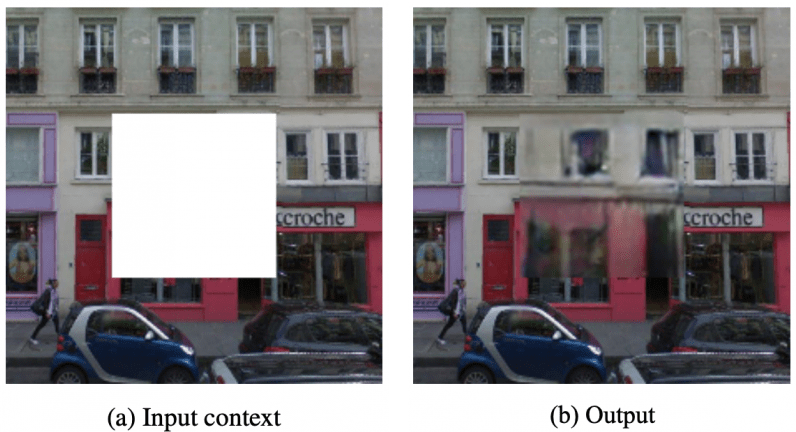 ccroche
ccroche
(a) Input context
(b) Output